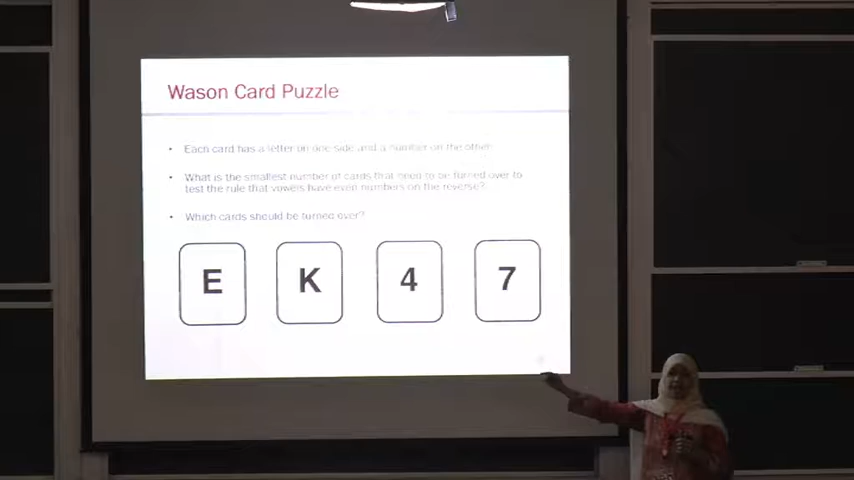 Wason Card Puzzle
• Each card has a letter on one side and a number on the other.
• What is the smallest number of cards that need to be turned over to
test the rule that vowels have even numbers on the reverse?
• Which cards should be turned over?
E K 4 7